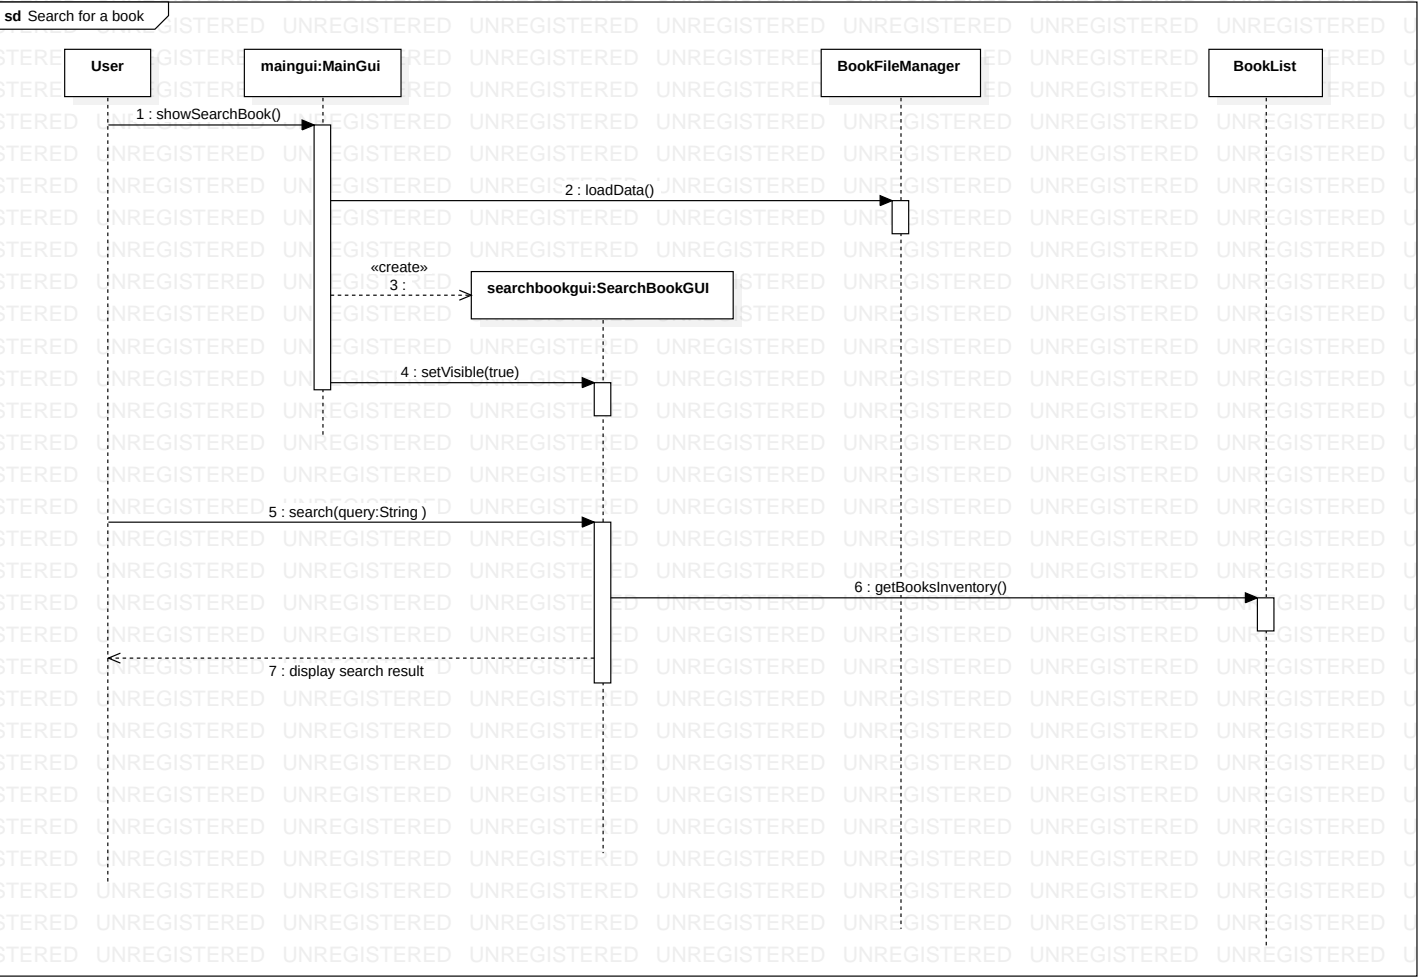 sd Search for a book
User
maingui:MainGui
BookFileManager
BookList
1 : showSearchBook()
2 : loadData()
«create»
3 :
searchbookgui:SearchBookGUI
4 : setVisible(true)
5 : search(query:String )
6 : getBooksInventory()
7 : display search result
UNREGISTERED